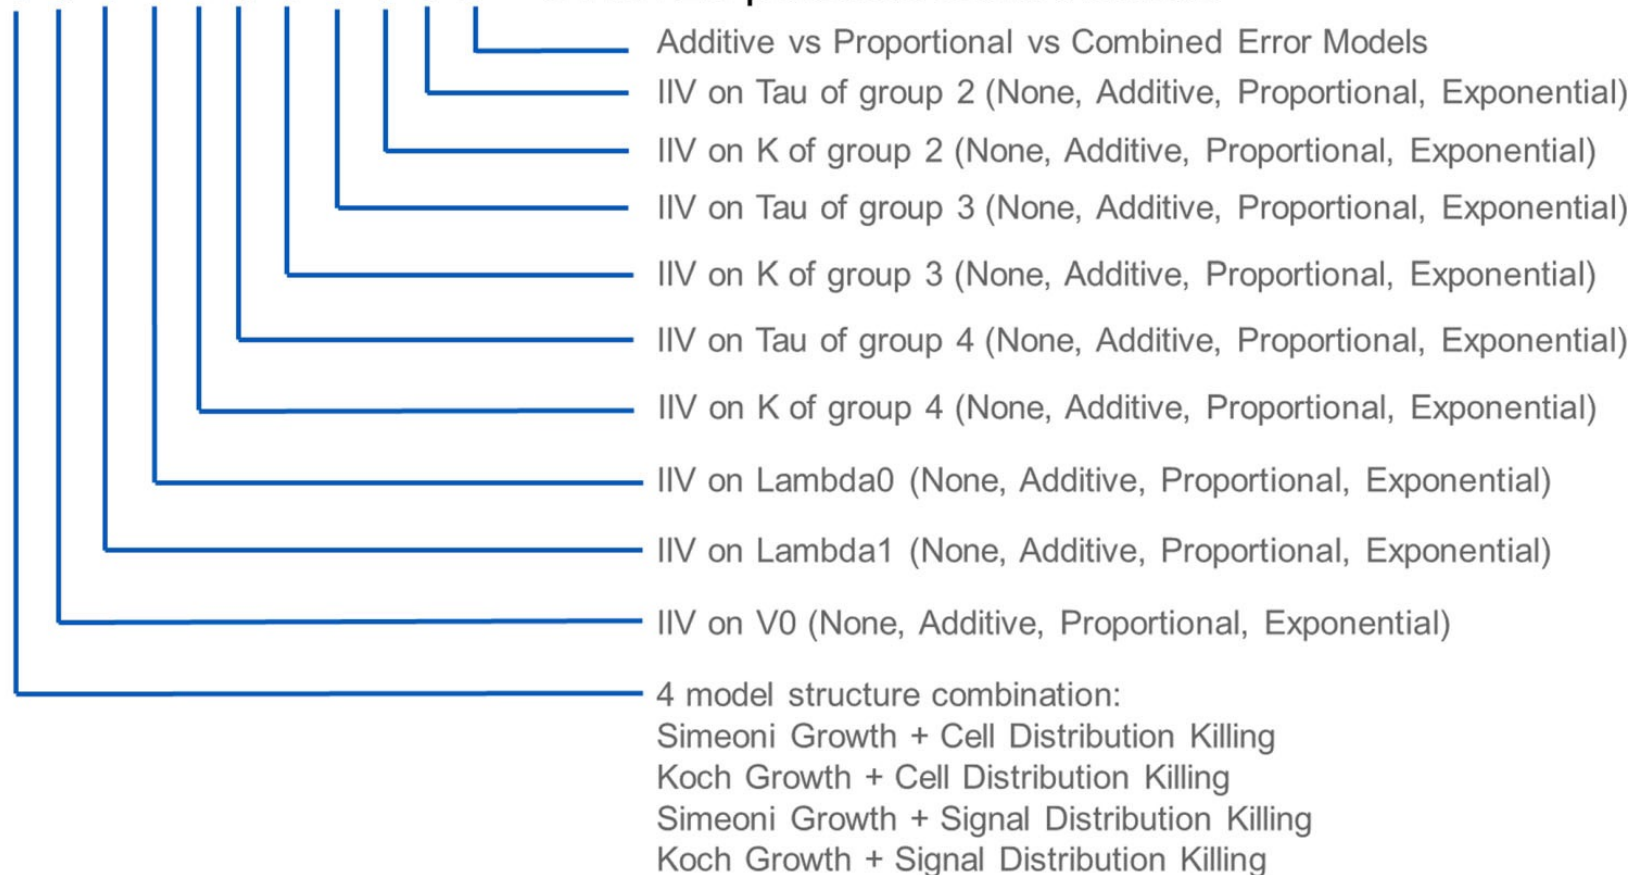 Additive vs Proportional vs Combined Error Models
IIV on Tau of group 2 (None, Additive, Proportional, Exponential)
IIV on K of group 2 (None, Additive, Proportional, Exponential)
IIV on Tau of group 3 (None, Additive, Proportional, Exponential)
IIV on K of group 3 (None, Additive, Proportional, Exponential)
IIV on Tau of group 4 (None, Additive, Proportional, Exponential)
IIV on K of group 4 (None, Additive, Proportional, Exponential)
IIV on Lambda0 (None, Additive, Proportional, Exponential)
IIV on Lambda1 (None, Additive, Proportional, Exponential)
IIV on V0 (None, Additive, Proportional, Exponential)
4 model structure combination:
Simeoni Growth + Cell Distribution Killing
Koch Growth + Cell Distribution Killing
Simeoni Growth + Signal Distribution Killing
Koch Growth + Signal Distribution Killing